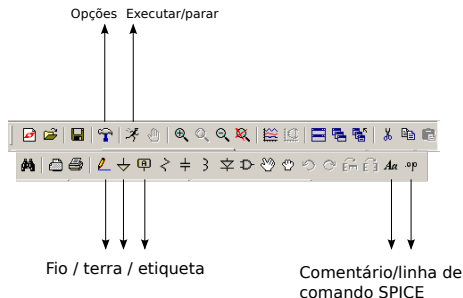 Opções Executar/parar
A
Aa .op
Fio / terra / etiqueta
Comentário/linha de
comando SPICE